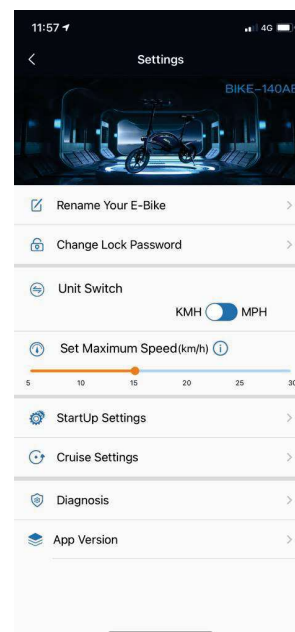 11:57
4G
Settings
BIKE-140AE
Rename Your E-Bike
Change Lock Password
Unit Switch
KMH MPH
Set Maximum Speed(km/h)
5 10 15 20 25 30
StartUp Settings
Cruise Settings
Diagnosis
App Version